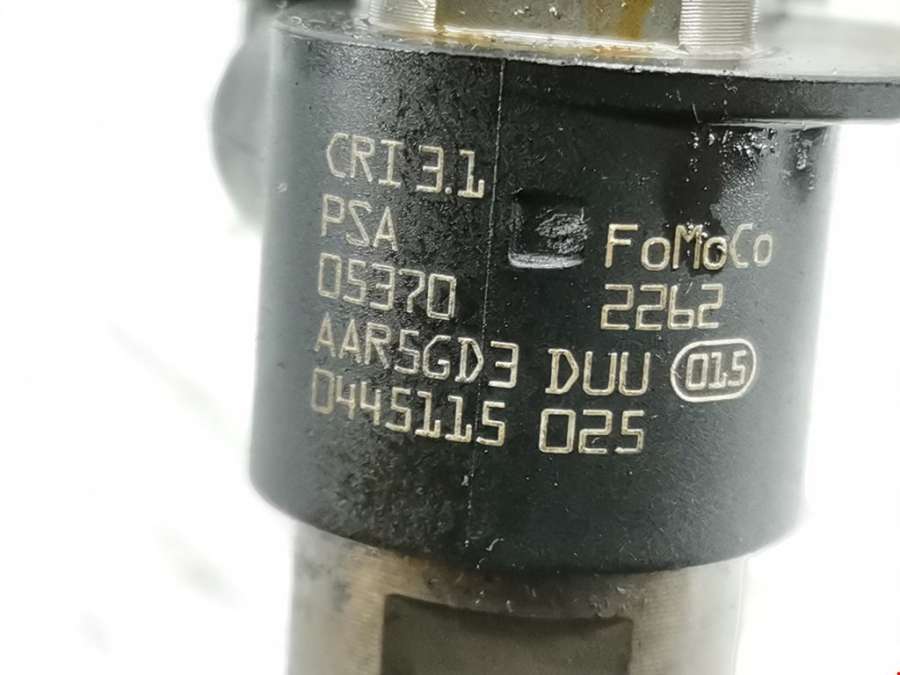 CRI 3.1
PSA FoMoCo
05370 2262
AAR5GD3 DUU 015
0445115 025